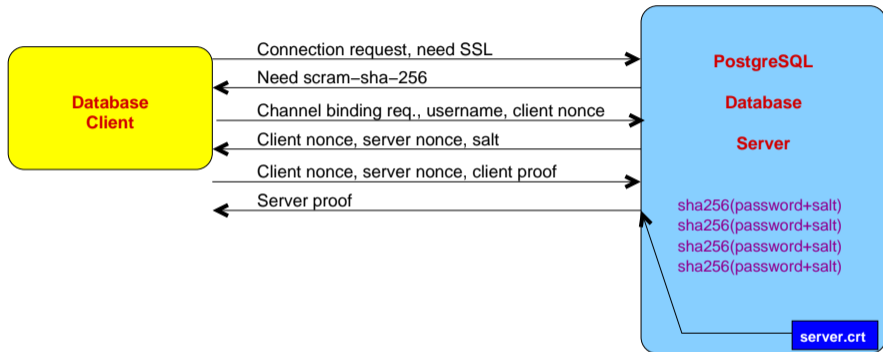 Database
Client
Connection request, need SSL
Need scram−sha−256
Channel binding req., username, client nonce
Client nonce, server nonce, salt
Client nonce, server nonce, client proof
Server proof
PostgreSQL
Database
Server
sha256(password+salt)
sha256(password+salt)
sha256(password+salt)
sha256(password+salt)
server.crt